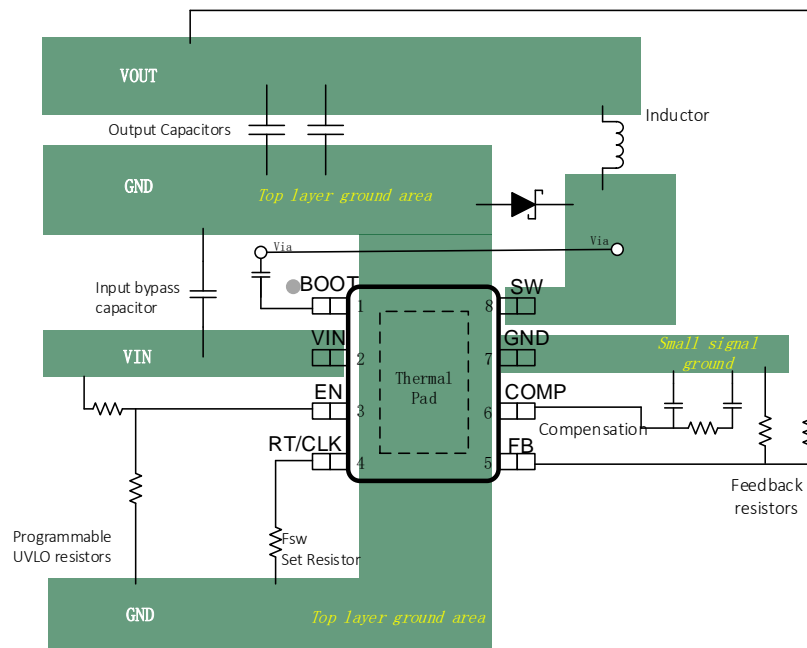 VOUT
Output Capacitors
Inductor
GND
Top layer ground area
Via
Via
BOOT
SW
Input bypass
capacitor
1
8
VIN
VIN
GND
Small signal
ground
2
7
Thermal
Pad
EN
COMP
3
6
Compensation
RT/CLK
FB
4
5
Feedback
resistors
Programmable
UVLO resistors
Fsw
Set Resistor
GND
Top layer ground area